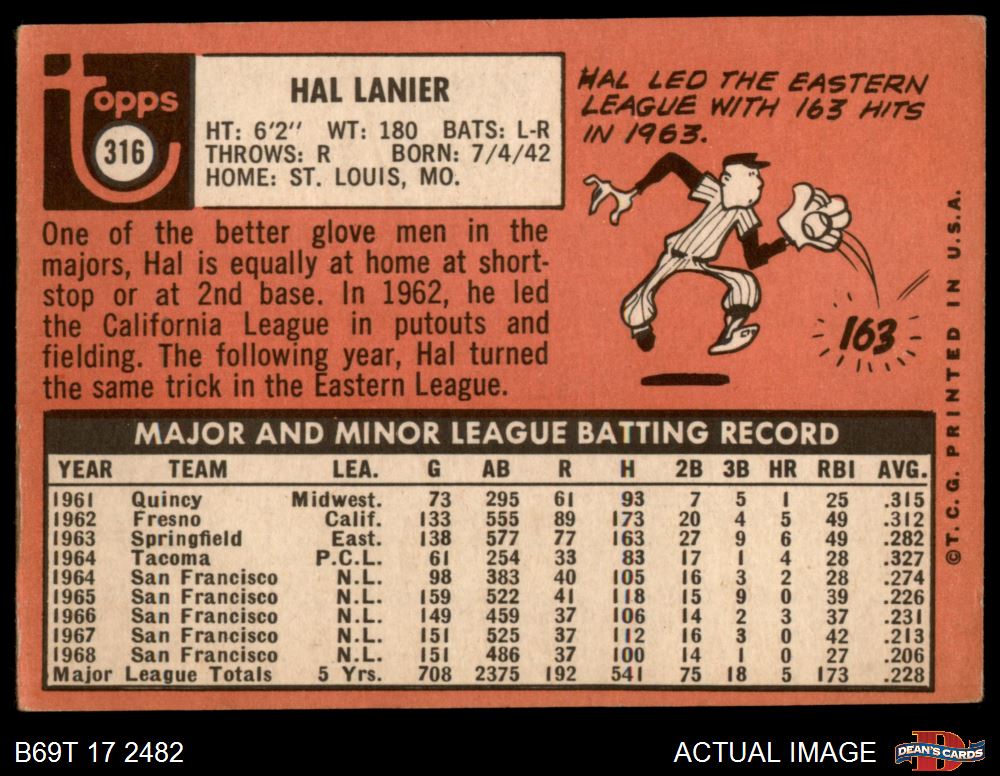 Topps
316
HAL LANIER
HT: 6'2" WT: 180 BATS: L-R
THROWS: R BORN: 7/4/42
HOME: ST. LOUIS, MO.
HAL LED THE EASTERN
LEAGUE WITH 163 HITS
IN 1963.
163
One of the better glove men in the
majors, Hal is equally at home at short-
stop or at 2nd base. In 1962, he led
the California League in putouts and
fielding. The following year, Hal turned
the same trick in the Eastern League.
©T.C.G. PRINTED IN U.S.A.
MAJOR AND MINOR LEAGUE BATTING RECORD
YEAR TEAM LEA. G AB R H 2B 3B HR RBI AVG.
1961 Quincy Midwest. 73 295 61 93 7 5 1 25 .315
1962 Fresno Calif. 133 555 89 173 20 4 5 49 .312
1963 Springfield East. 138 577 77 163 27 9 6 49 .282
1964 Tacoma P.C.L. 61 254 33 83 17 1 4 28 .327
1964 San Francisco N.L. 98 383 40 105 16 3 2 28 .274
1965 San Francisco N.L. 159 522 41 118 15 9 0 39 .226
1966 San Francisco N.L. 149 459 37 106 14 2 3 37 .231
1967 San Francisco N.L. 151 525 37 112 16 3 0 42 .213
1968 San Francisco N.L. 151 486 37 100 14 1 0 27 .206
Major League Totals 5 Yrs. 708 2375 192 541 75 18 5 173 .228
B69T 17 2482
ACTUAL IMAGE
D
DEAN'S CARDS